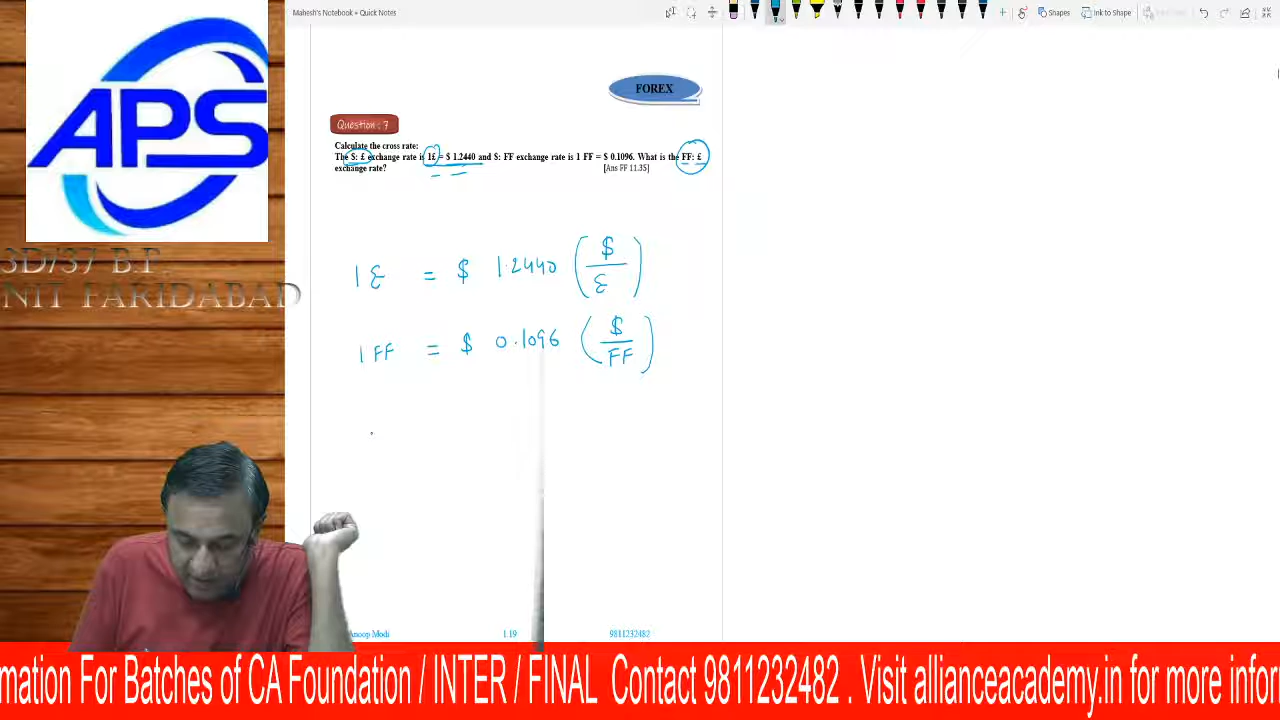 Mahesh's Notebook + Quick Notes
Shapes
Ink to Shape
APS
3D/37 B.P.
NIT FARIDABAD
FOREX
Question : 7
Calculate the cross rate:
The $: £ exchange rate is 1£ = $ 1.2440 and $: FF exchange rate is 1 FF = $ 0.1096. What is the FF: £
exchange rate? [Ans FF 11.35]
1 £ = $ 1.2440 ($/£)
1 FF = $ 0.1096 ($/FF)
Anoop Modi 1.19 9811232482
mation For Batches of CA Foundation / INTER / FINAL Contact 9811232482 . Visit allianceacademy.in for more infor